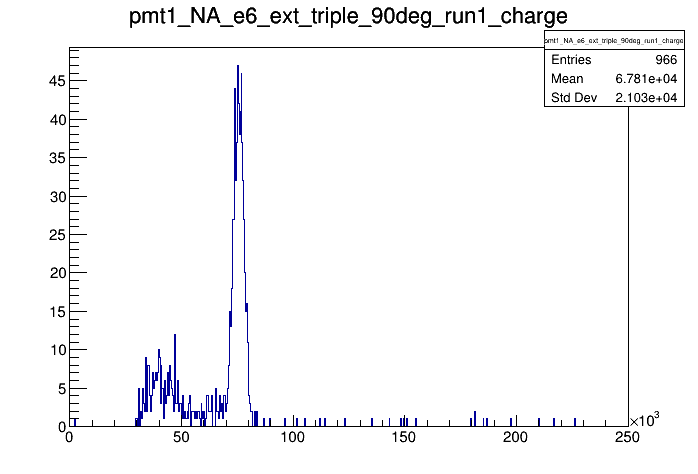 pmt1_NA_e6_ext_triple_90deg_run1_charge
pmt1_NA_e6_ext_triple_90deg_run1_charge
Entries 966
Mean 6.781e+04
Std Dev 2.103e+04
45
40
35
30
25
20
15
10
5
0
0 50 100 150 200 250
×10³